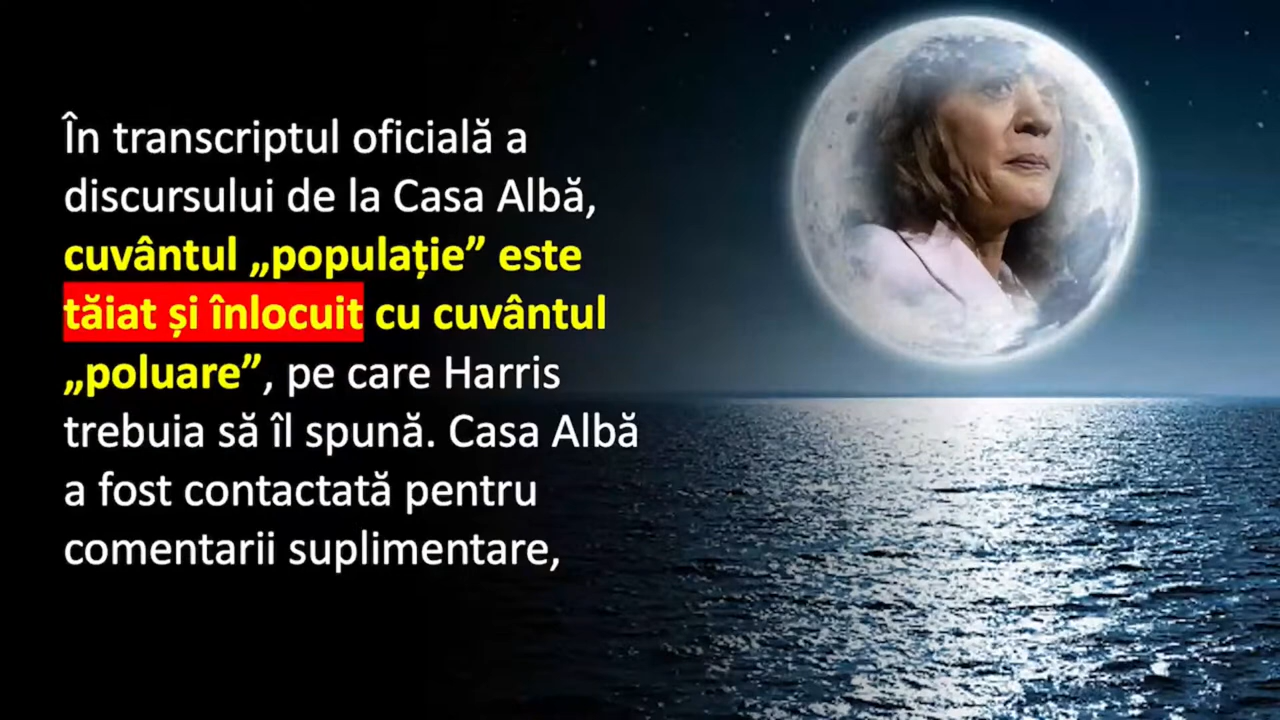 În transcriptul oficială a
discursului de la Casa Albă,
cuvântul „populație” este
tăiat și înlocuit cu cuvântul
„poluare”, pe care Harris
trebuia să îl spună. Casa Albă
a fost contactată pentru
comentarii suplimentare,